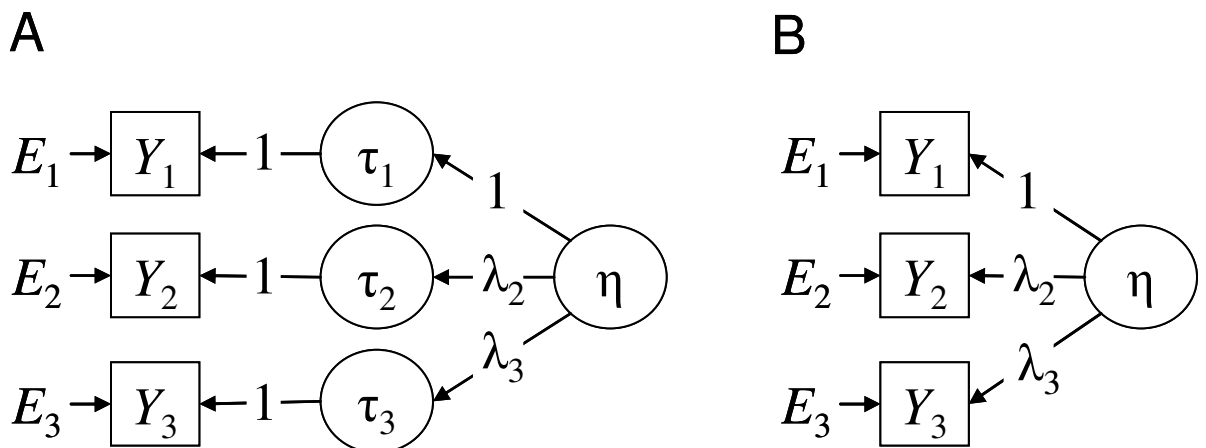 A B
E₁ Y₁ 1 τ₁ 1 E₁ Y₁ 1
E₂ Y₂ 1 τ₂ λ₂ η E₂ Y₂ λ₂ η
E₃ Y₃ 1 τ₃ λ₃ E₃ Y₃ λ₃